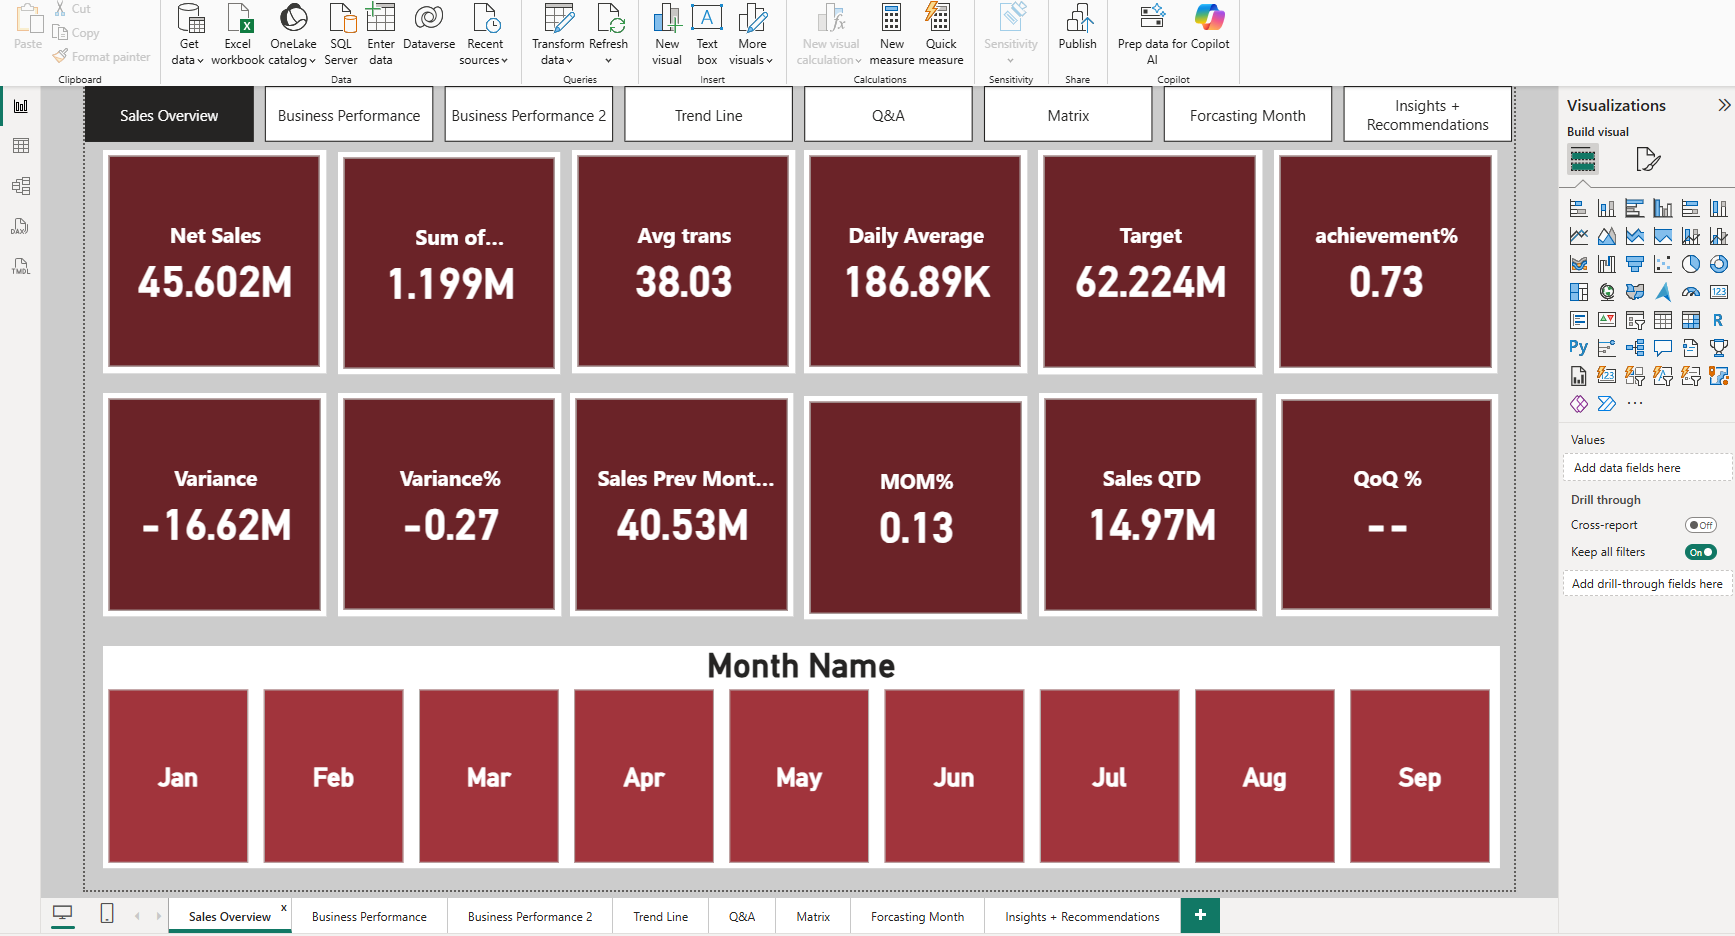 Paste
Cut
Copy
Format painter
Clipboard
Get data
Excel workbook
OneLake catalog
SQL Server
Enter data
Dataverse
Recent sources
Data
Transform data
Refresh
Queries
New visual
Text box
More visuals
Insert
New visual calculation
New measure
Quick measure
Calculations
Sensitivity
Sensitivity
Publish
Share
Prep data for AI
Copilot
Copilot
Sales Overview
Business Performance
Business Performance 2
Trend Line
Q&A
Matrix
Forcasting Month
Insights +
Recommendations
Net Sales
45.602M
Sum of...
1.199M
Avg trans
38.03
Daily Average
186.89K
Target
62.224M
achievement%
0.73
Variance
-16.62M
Variance%
-0.27
Sales Prev Mont...
40.53M
MOM%
0.13
Sales QTD
14.97M
QoQ %
--
Month Name
Jan
Feb
Mar
Apr
May
Jun
Jul
Aug
Sep
DAX
TMDL
Visualizations
Build visual
123
R
Py
123
...
Values
Add data fields here
Drill through
Cross-report
Off
Keep all filters
On
Add drill-through fields here
Sales Overview
x
Business Performance
Business Performance 2
Trend Line
Q&A
Matrix
Forcasting Month
Insights + Recommendations
+